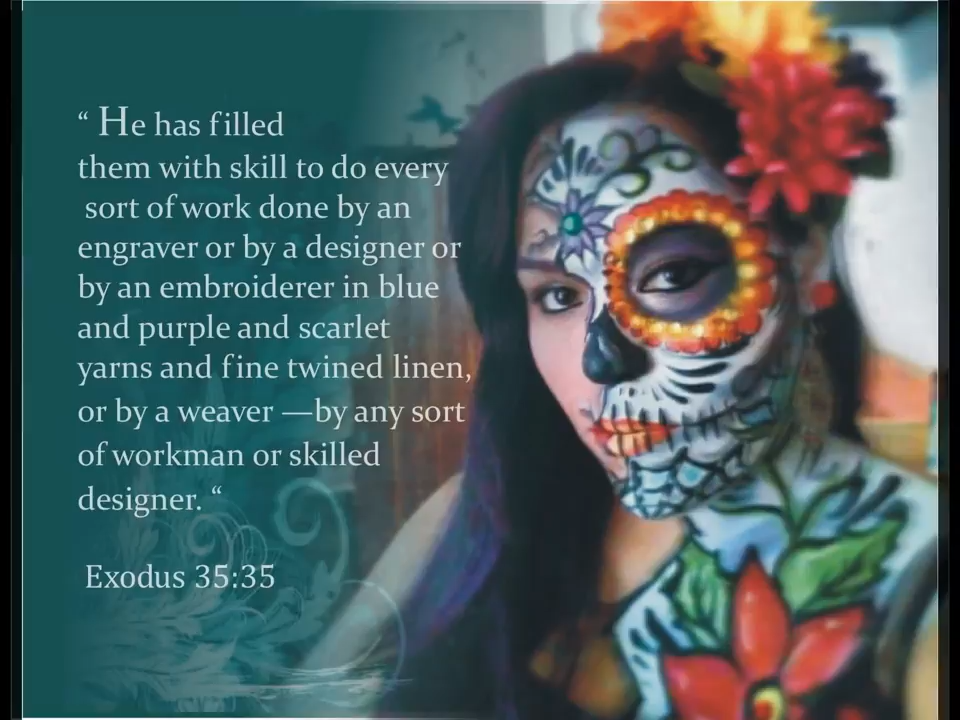 “ He has filled
them with skill to do every
sort of work done by an
engraver or by a designer or
by an embroiderer in blue
and purple and scarlet
yarns and fine twined linen,
or by a weaver —by any sort
of workman or skilled
designer. “
Exodus 35:35